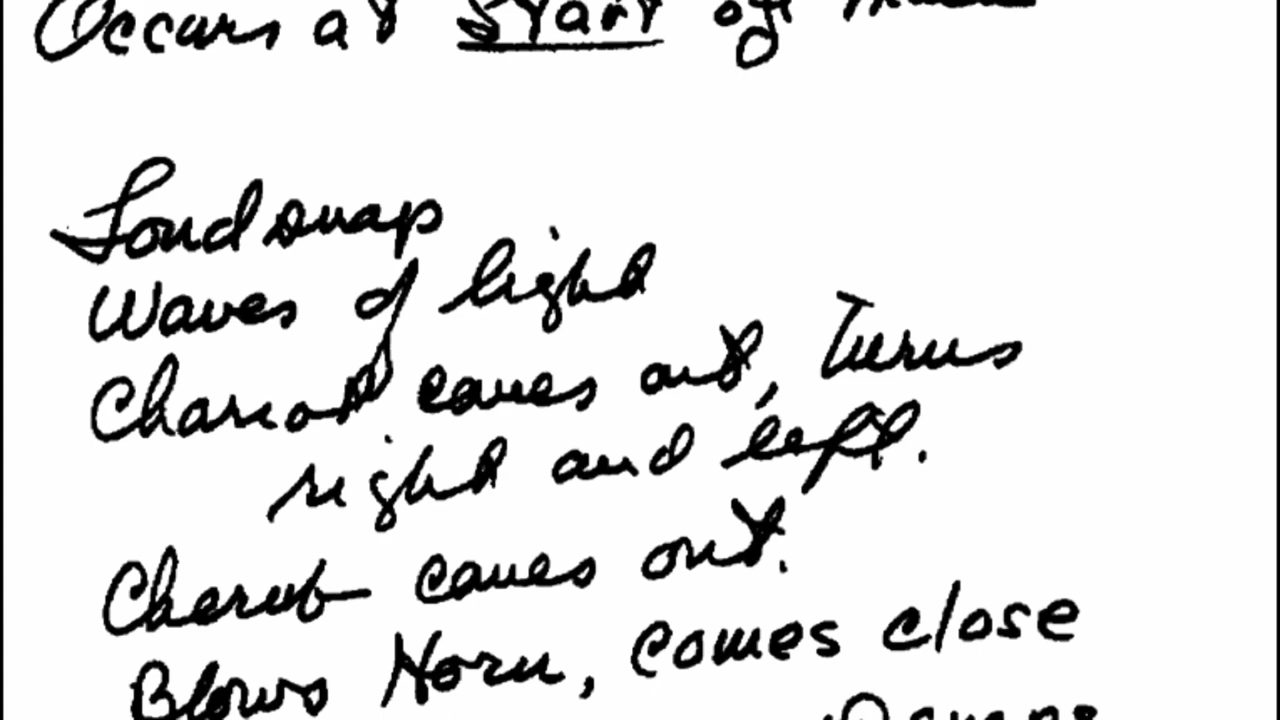 Occurs at Start of
Loud snap
Waves of light
Chariot comes out, Turns
right and left.
Cherub comes out.
Blows Horn, comes close